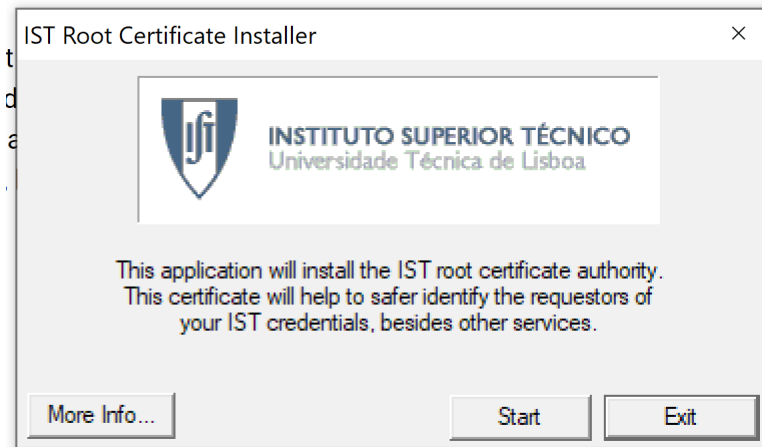 IST Root Certificate Installer
t
d
a
IST
INSTITUTO SUPERIOR TÉCNICO
Universidade Técnica de Lisboa
This application will install the IST root certificate authority.
This certificate will help to safer identify the requestors of
your IST credentials, besides other services.
More Info... Start Exit